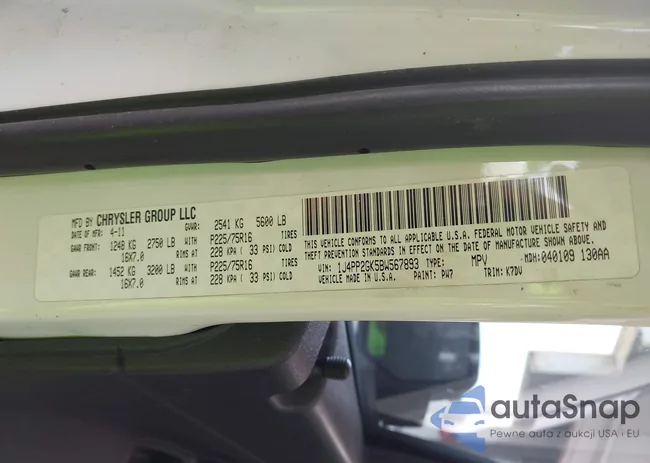 MFD BY CHRYSLER GROUP LLC
DATE OF MFR: 4-11 GVWR: 2541 KG 5600 LB
GAWR FRONT: 1248 KG 2750 LB WITH TIRES P225/75R16
16X7.0 RIMS AT 228 KPA ( 33 PSI) COLD
GAWR REAR: 1452 KG 3200 LB WITH TIRES P225/75R16
16X7.0 RIMS AT 228 KPA ( 33 PSI) COLD
THIS VEHICLE CONFORMS TO ALL APPLICABLE U.S.A. FEDERAL MOTOR VEHICLE SAFETY AND
THEFT PREVENTION STANDARDS IN EFFECT ON THE DATE OF MANUFACTURE SHOWN ABOVE.
VIN: 1J4PP2GK5BW567893 TYPE: MPV MDH: 040109 130AA
VEHICLE MADE IN U.S.A. PAINT: PW7 TRIM: K7DV
autaSnap
Pewne auta z aukcji USA i EU